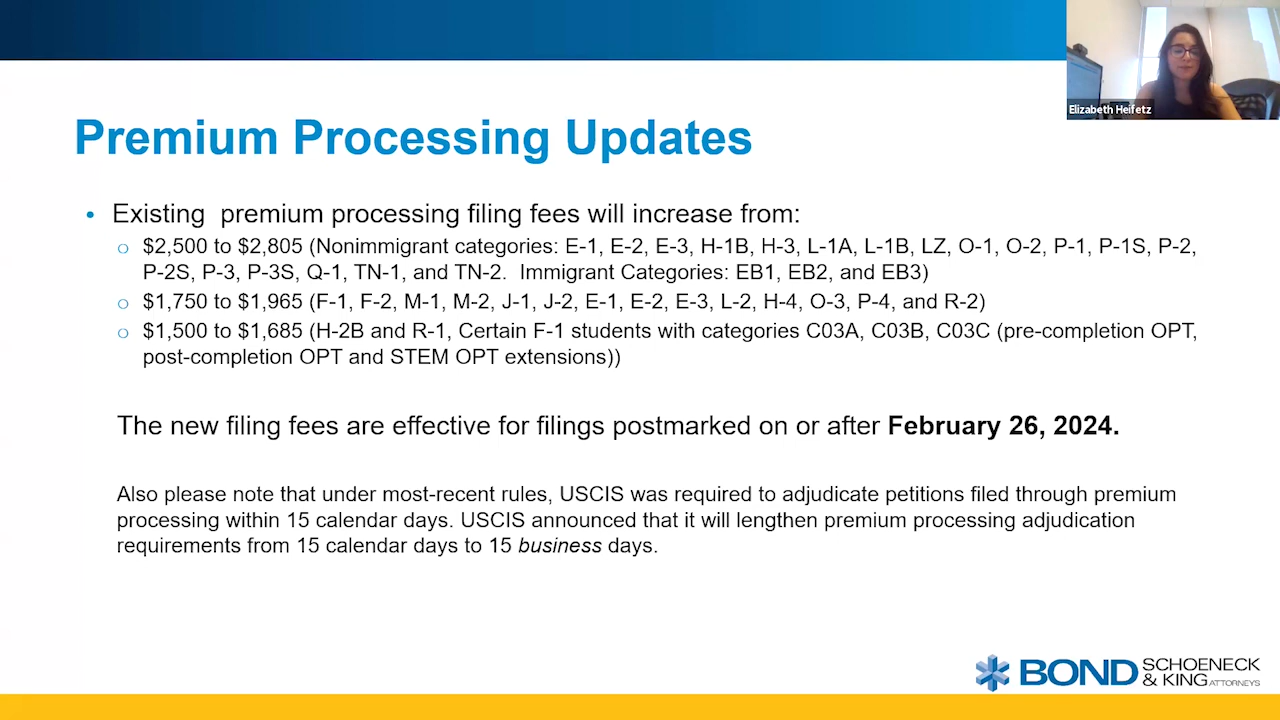 Elizabeth Heifetz
Premium Processing Updates
• Existing premium processing filing fees will increase from:
o $2,500 to $2,805 (Nonimmigrant categories: E-1, E-2, E-3, H-1B, H-3, L-1A, L-1B, LZ, O-1, O-2, P-1, P-1S, P-2,
P-2S, P-3, P-3S, Q-1, TN-1, and TN-2. Immigrant Categories: EB1, EB2, and EB3)
o $1,750 to $1,965 (F-1, F-2, M-1, M-2, J-1, J-2, E-1, E-2, E-3, L-2, H-4, O-3, P-4, and R-2)
o $1,500 to $1,685 (H-2B and R-1, Certain F-1 students with categories C03A, C03B, C03C (pre-completion OPT,
post-completion OPT and STEM OPT extensions))
The new filing fees are effective for filings postmarked on or after February 26, 2024.
Also please note that under most-recent rules, USCIS was required to adjudicate petitions filed through premium
processing within 15 calendar days. USCIS announced that it will lengthen premium processing adjudication
requirements from 15 calendar days to 15 business days.
BOND SCHOENECK
& KING ATTORNEYS